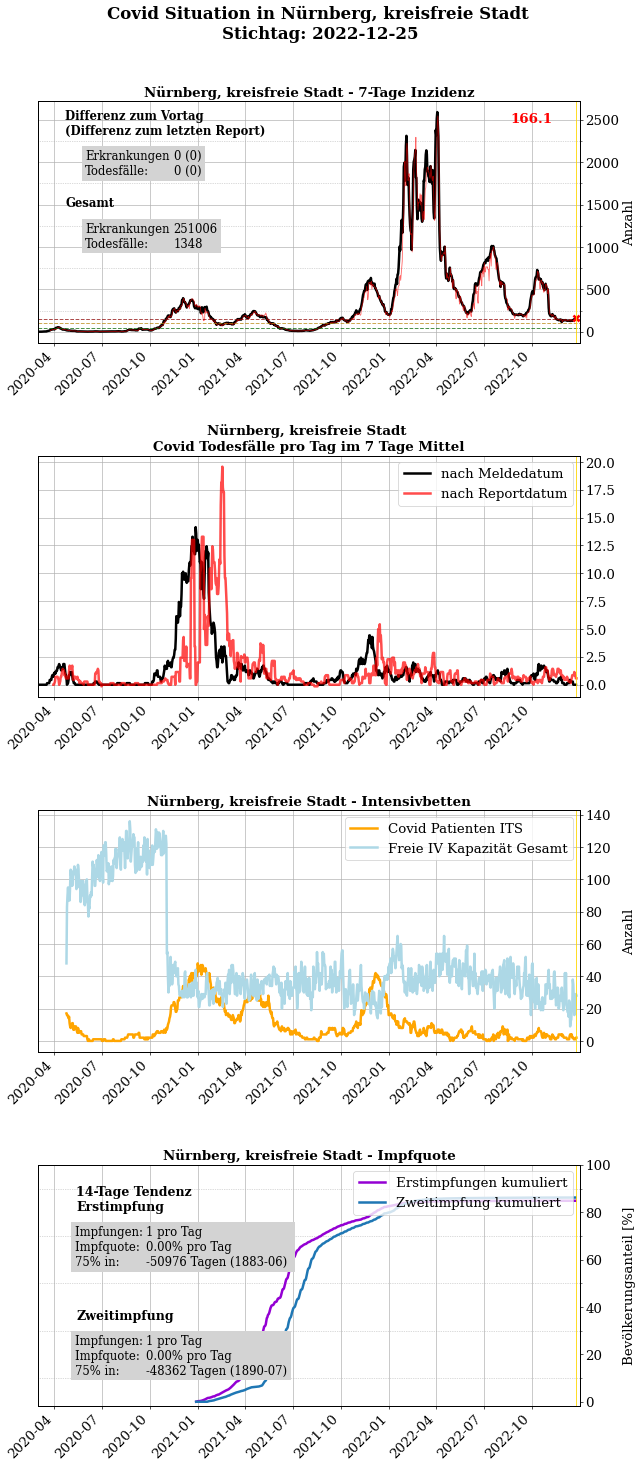 Covid Situation in Nürnberg, kreisfreie Stadt
Stichtag: 2022-12-25
Nürnberg, kreisfreie Stadt - 7-Tage Inzidenz
Differenz zum Vortag
(Differenz zum letzten Report)
Erkrankungen 0 (0)
Todesfälle: 0 (0)
Gesamt
Erkrankungen 251006
Todesfälle: 1348
166.1
2500
2000
1500
1000
500
0
Anzahl
2020-04
2020-07
2020-10
2021-01
2021-04
2021-07
2021-10
2022-01
2022-04
2022-07
2022-10
Nürnberg, kreisfreie Stadt
Covid Todesfälle pro Tag im 7 Tage Mittel
nach Meldedatum
nach Reportdatum
20.0
17.5
15.0
12.5
10.0
7.5
5.0
2.5
0.0
2020-04
2020-07
2020-10
2021-01
2021-04
2021-07
2021-10
2022-01
2022-04
2022-07
2022-10
Nürnberg, kreisfreie Stadt - Intensivbetten
Covid Patienten ITS
Freie IV Kapazität Gesamt
140
120
100
80
60
40
20
0
Anzahl
2020-04
2020-07
2020-10
2021-01
2021-04
2021-07
2021-10
2022-01
2022-04
2022-07
2022-10
Nürnberg, kreisfreie Stadt - Impfquote
14-Tage Tendenz
Erstimpfung
Impfungen: 1 pro Tag
Impfquote: 0.00% pro Tag
75% in: -50976 Tagen (1883-06)
Zweitimpfung
Impfungen: 1 pro Tag
Impfquote: 0.00% pro Tag
75% in: -48362 Tagen (1890-07)
Erstimpfungen kumuliert
Zweitimpfung kumuliert
100
80
60
40
20
0
Bevölkerungsanteil [%]
2020-04
2020-07
2020-10
2021-01
2021-04
2021-07
2021-10
2022-01
2022-04
2022-07
2022-10